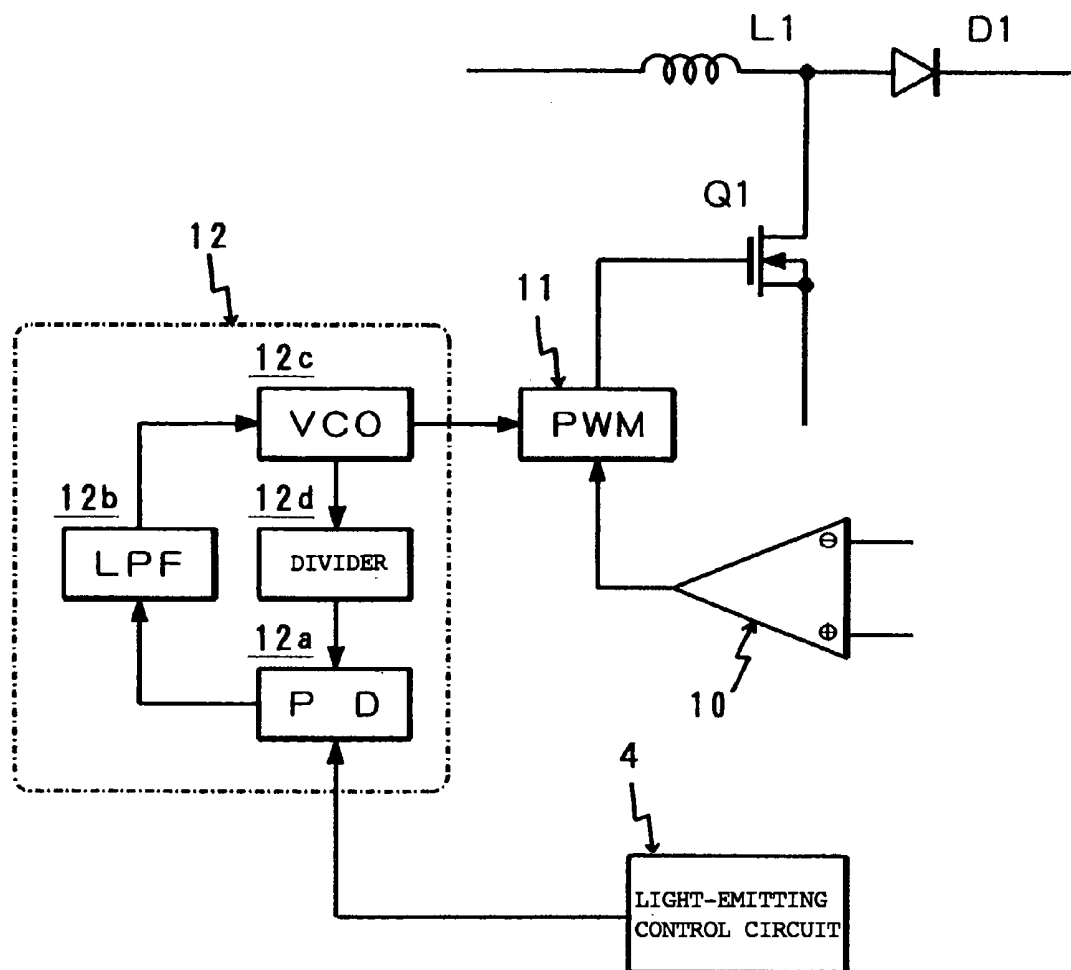 L1
D1
Q1
12
11
12c
VCO
PWM
12b
12d
LPF
DIVIDER
⊖
12a
⊕
P D
10
4
LIGHT-EMITTING
CONTROL CIRCUIT